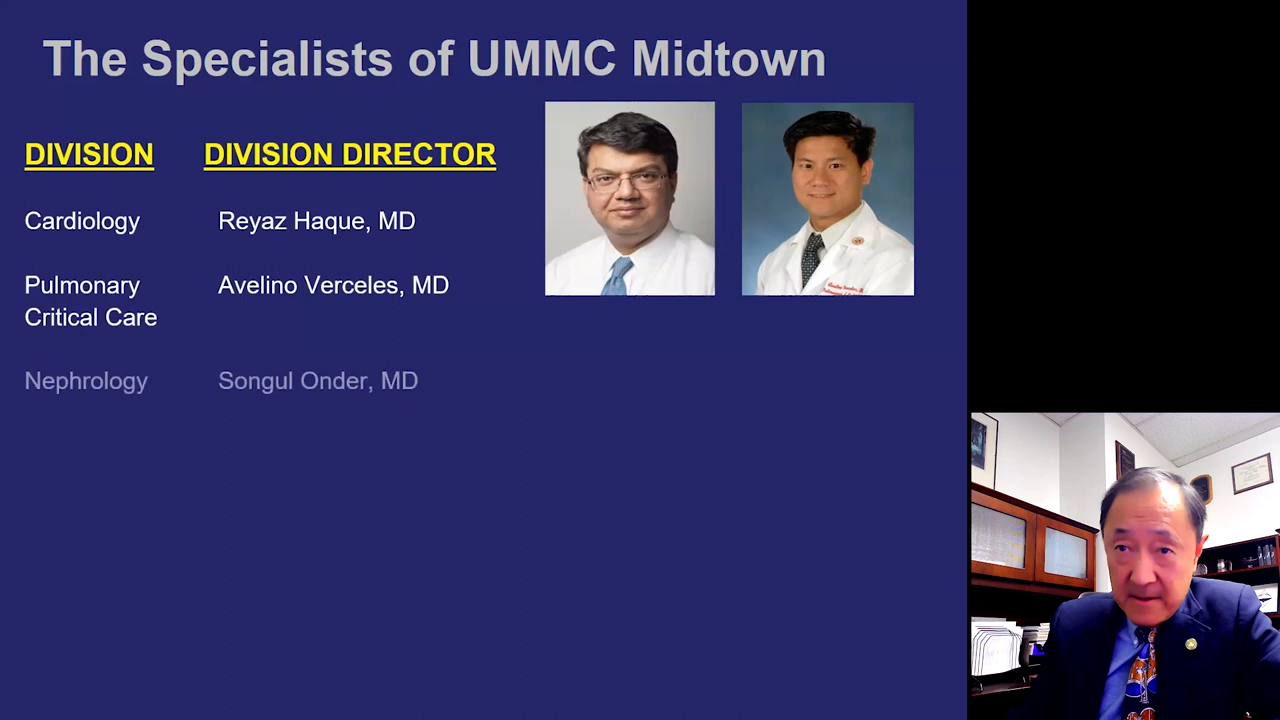 The Specialists of UMMC Midtown
DIVISION DIVISION DIRECTOR
Cardiology Reyaz Haque, MD
Pulmonary Avelino Verceles, MD
Critical Care
Nephrology Songul Onder, MD